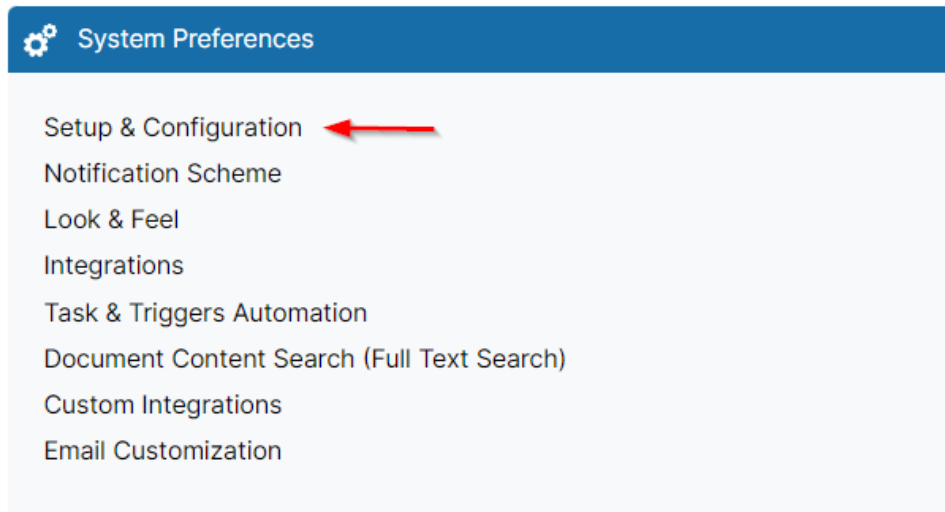 System Preferences
Setup & Configuration
Notification Scheme
Look & Feel
Integrations
Task & Triggers Automation
Document Content Search (Full Text Search)
Custom Integrations
Email Customization